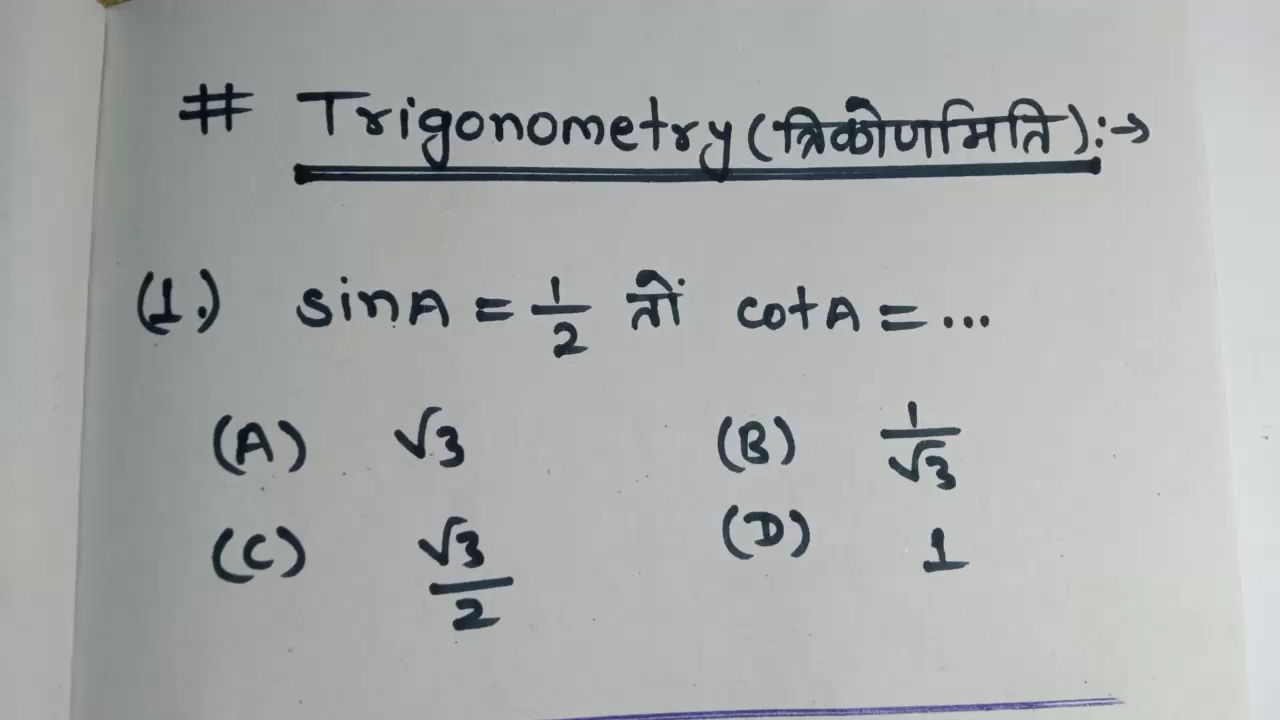 # Trigonometry (त्रिकोणमिति) :→
(1.) sinA = 1/2 तों cotA = ...
(A) √3 (B) 1/√3
(C) √3/2 (D) 1